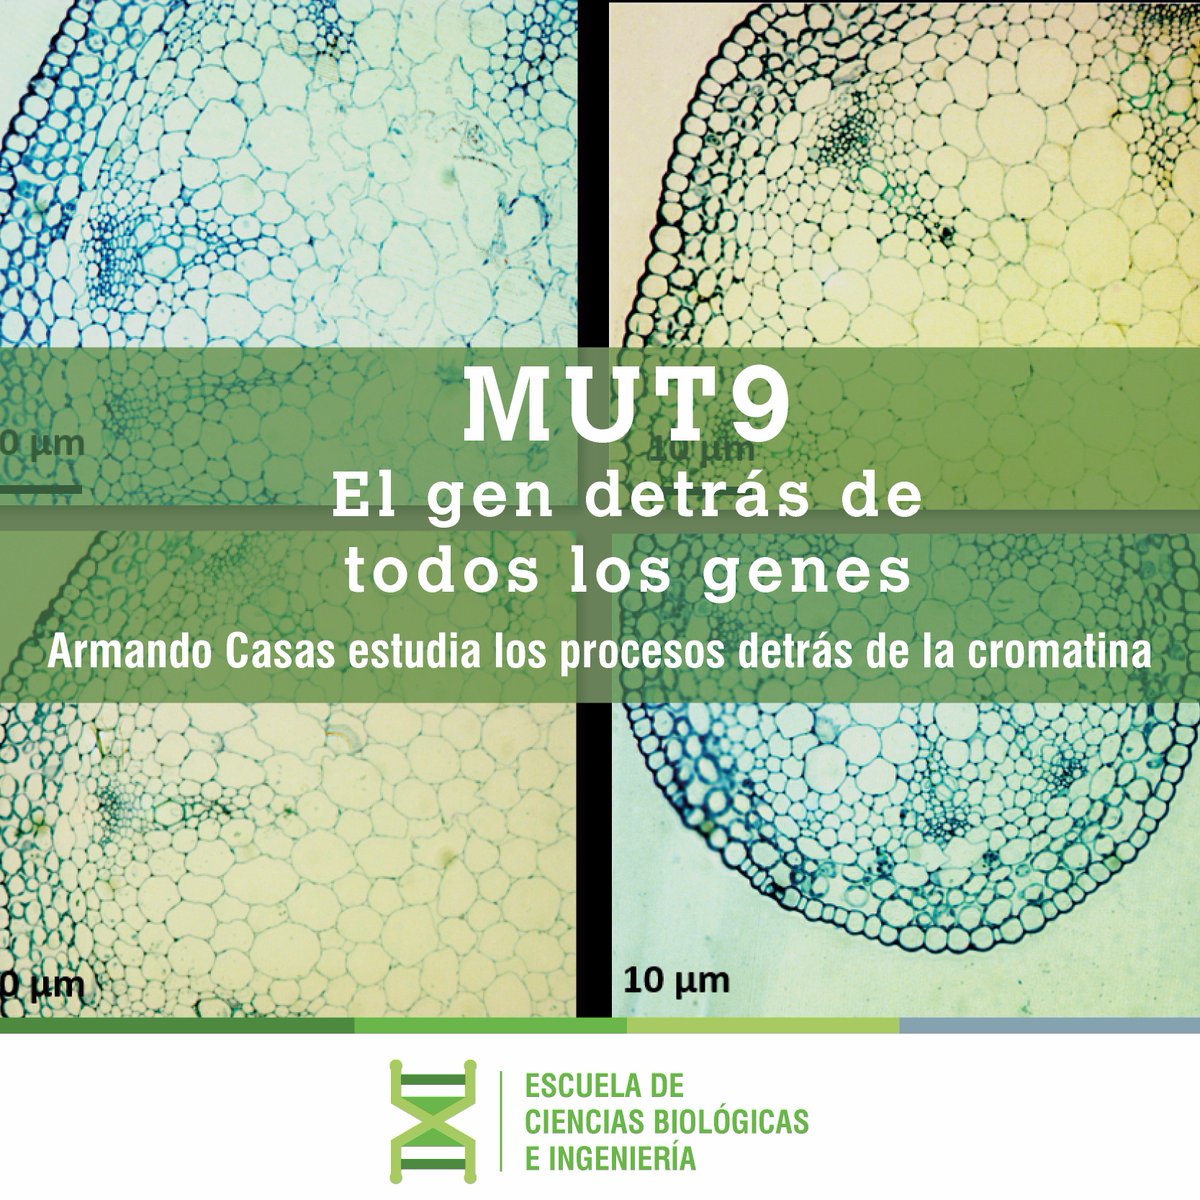 0 µm
10 µm
MUT9
El gen detrás de
todos los genes
Armando Casas estudia los procesos detrás de la cromatina
0 µm
10 µm
ESCUELA DE
CIENCIAS BIOLÓGICAS
E INGENIERÍA